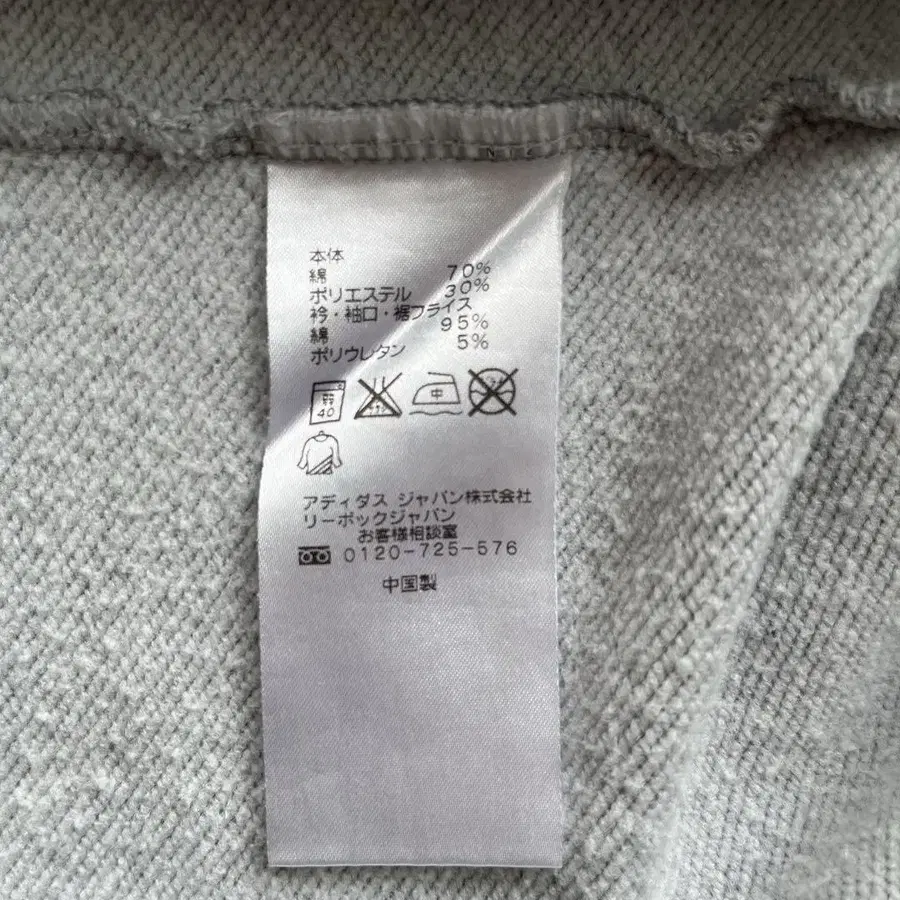 本体
綿 70%
ポリエステル 30%
衿・袖口・裾フライス
綿 95%
ポリウレタン 5%
40 中
アディダス ジャパン株式会社
リーボックジャパン
お客様相談室
0120-725-576
中国製